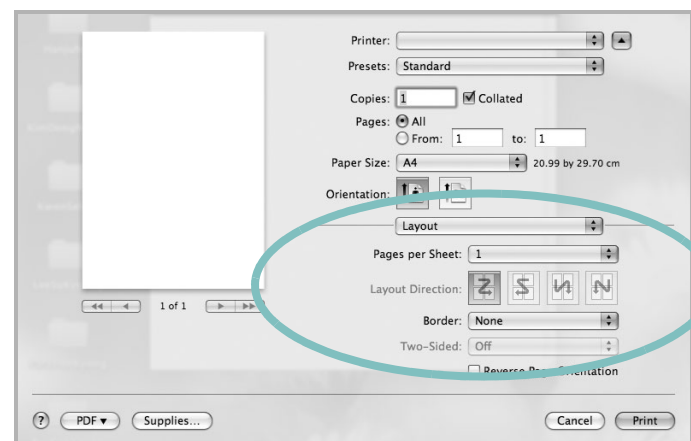 Printer:
Presets: Standard
Copies: 1 Collated
Pages: All
From: 1 to: 1
Paper Size: A4 20.99 by 29.70 cm
Orientation:
Layout
Pages per Sheet: 1
Layout Direction:
1 of 1
Border: None
Two-Sided: Off
Reverse Page Orientation
? PDF▼ Supplies... Cancel Print